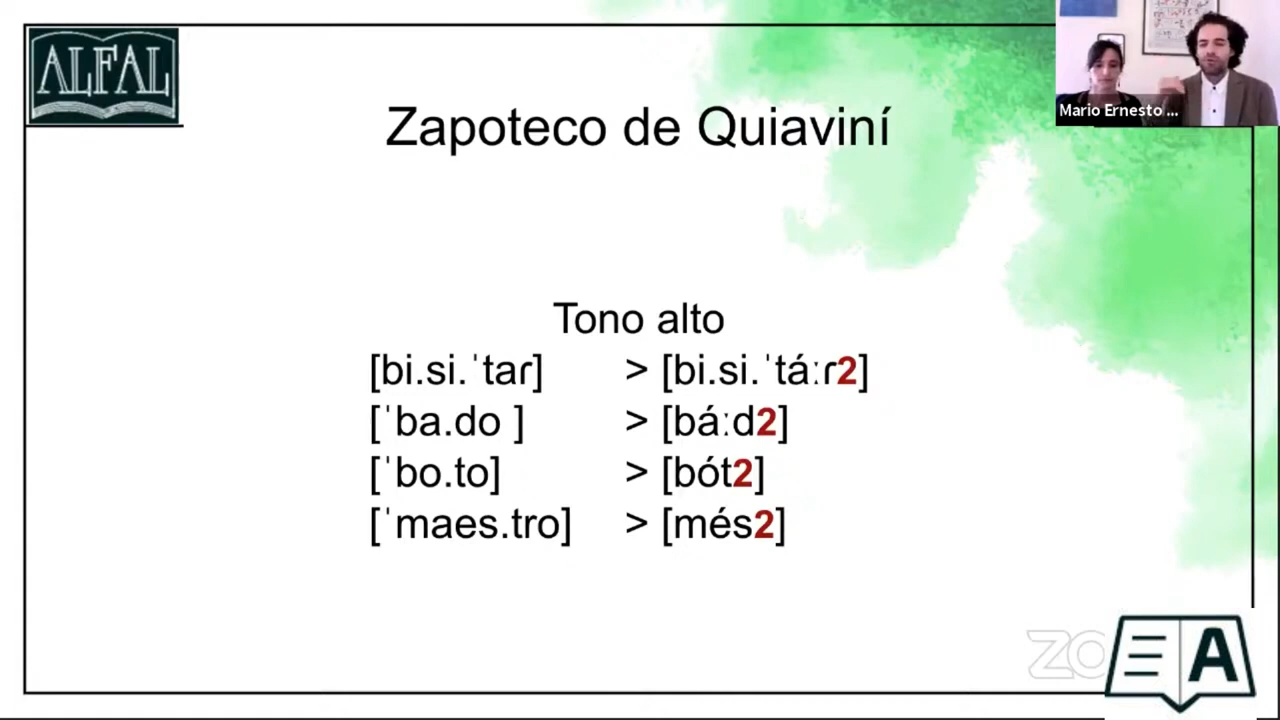 ALFAL
Mario Ernesto ...
Zapoteco de Quiaviní
Tono alto
[bi.si.ˈtaɾ] > [bi.si.ˈtáːɾ2]
[ˈba.do ] > [báːd2]
[ˈbo.to] > [bót2]
[ˈmaes.tro] > [més2]
A